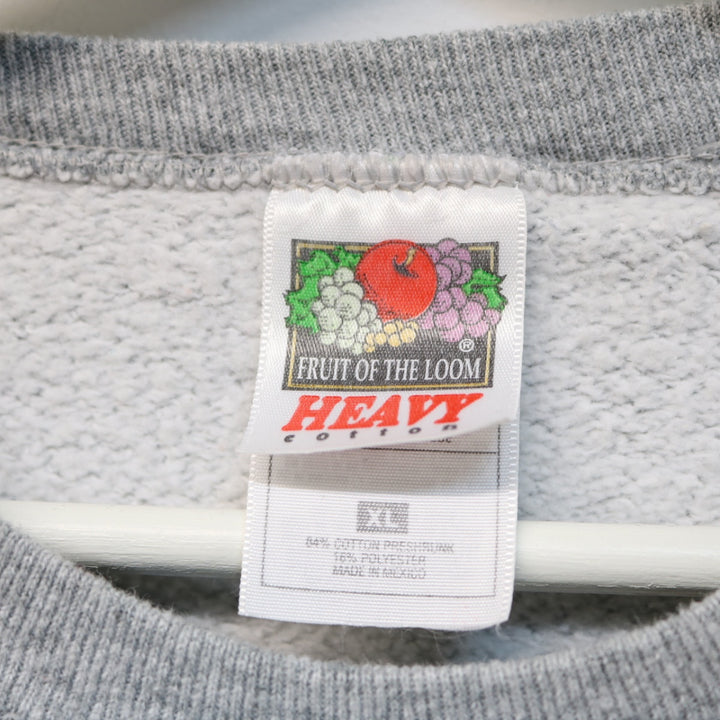 ®
FRUIT OF THE LOOM
HEAVY
cotton
XL
84% COTTON PRESHRUNK
16% POLYESTER
MADE IN MEXICO